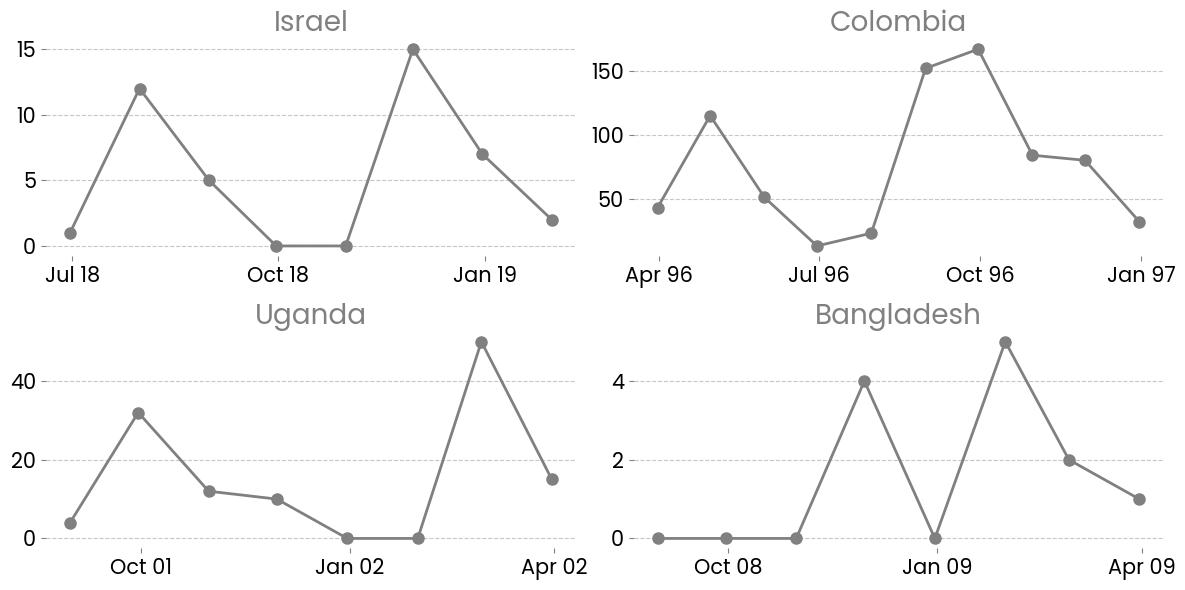 Israel
15
10
5
0
Jul 18
Oct 18
Jan 19
Colombia
150
100
50
Apr 96
Jul 96
Oct 96
Jan 97
Uganda
40
20
0
Oct 01
Jan 02
Apr 02
Bangladesh
4
2
0
Oct 08
Jan 09
Apr 09